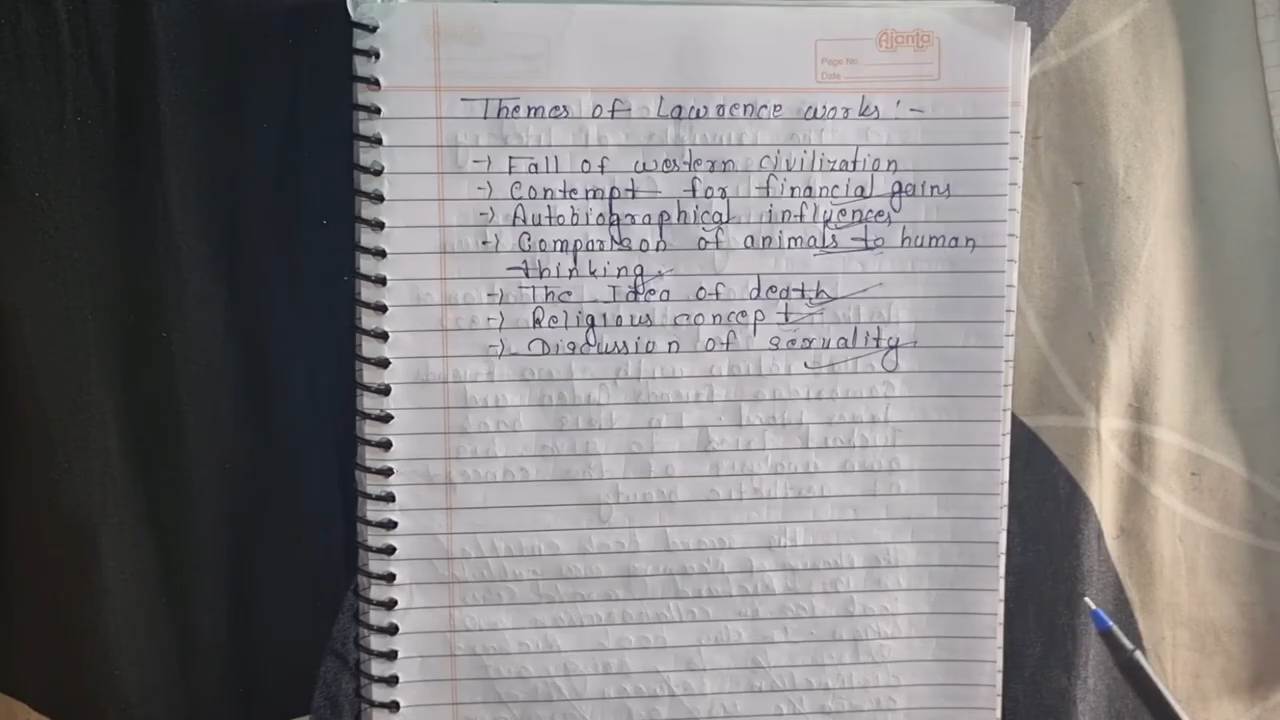 Ajanta
Page No.
Date
Themes of Lawrence works :-
-> Fall of western civilization
-> Contempt for financial gains
-> Autobiographical influences
-> Comparison of animals to human
thinking
-> The Idea of death
-> Religious concept
-> Discussion of sexuality